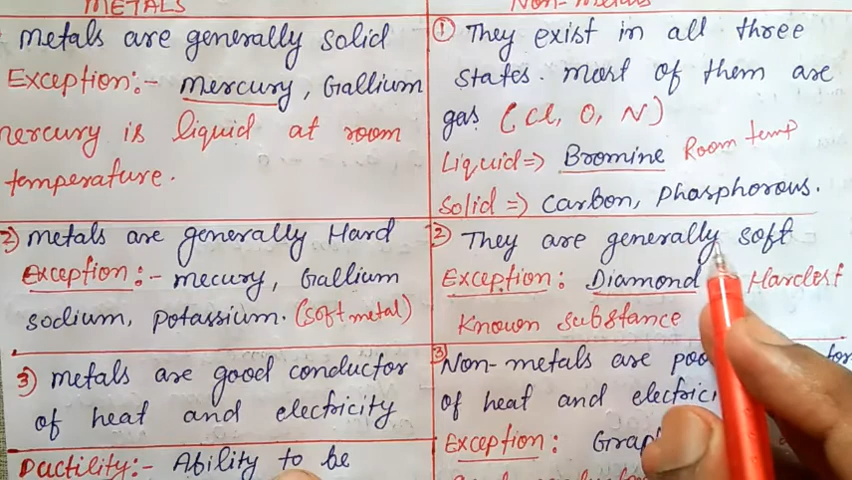 METALS
Non-Metals
Metals are generally solid
Exception:- Mercury, Gallium
mercury is liquid at room
temperature.
① They exist in all three
states. most of them are
gas (Cl, O, N)
Liquid=> Bromine Room temp
Solid => Carbon, Phosphorous.
2) Metals are generally Hard
Exception:- mecury, Gallium
sodium, potassium. (soft metal)
② They are generally soft
Exception: Diamond Hardest
Known substance
3) Metals are good conductor
of heat and electricity
③ Non-metals are
of heat and
Exception:
Ductility:- Ability to be